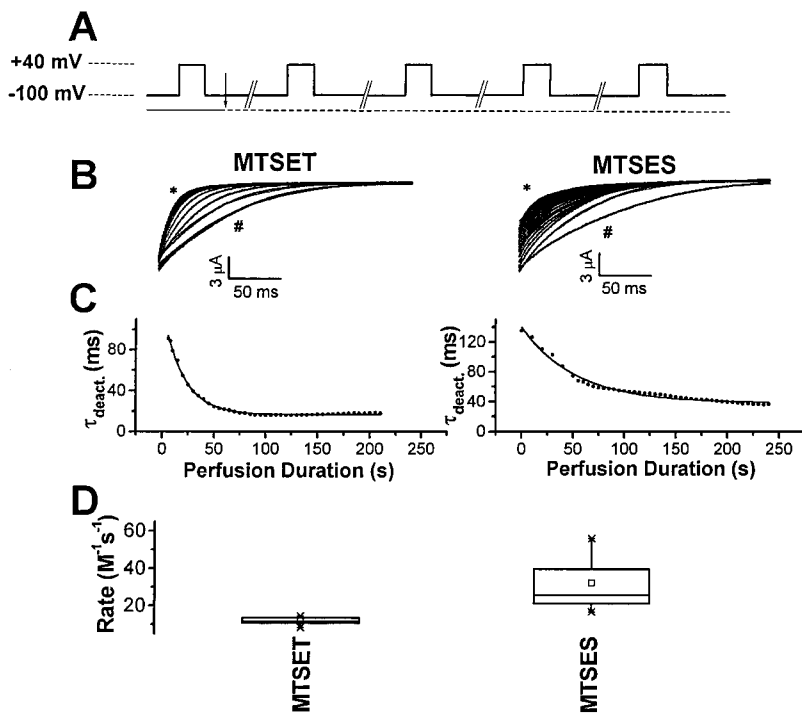 A
+40 mV
-100 mV
B
MTSET
MTSES
*
#
*
#
3 µA
50 ms
3 µA
50 ms
C
τdeact. (ms)
80
40
0
0 50 100 150 200 250
Perfusion Duration (s)
τdeact. (ms)
120
80
40
0
0 50 100 150 200 250
Perfusion Duration (s)
D
Rate (M⁻¹s⁻¹)
60
40
20
MTSET
MTSES